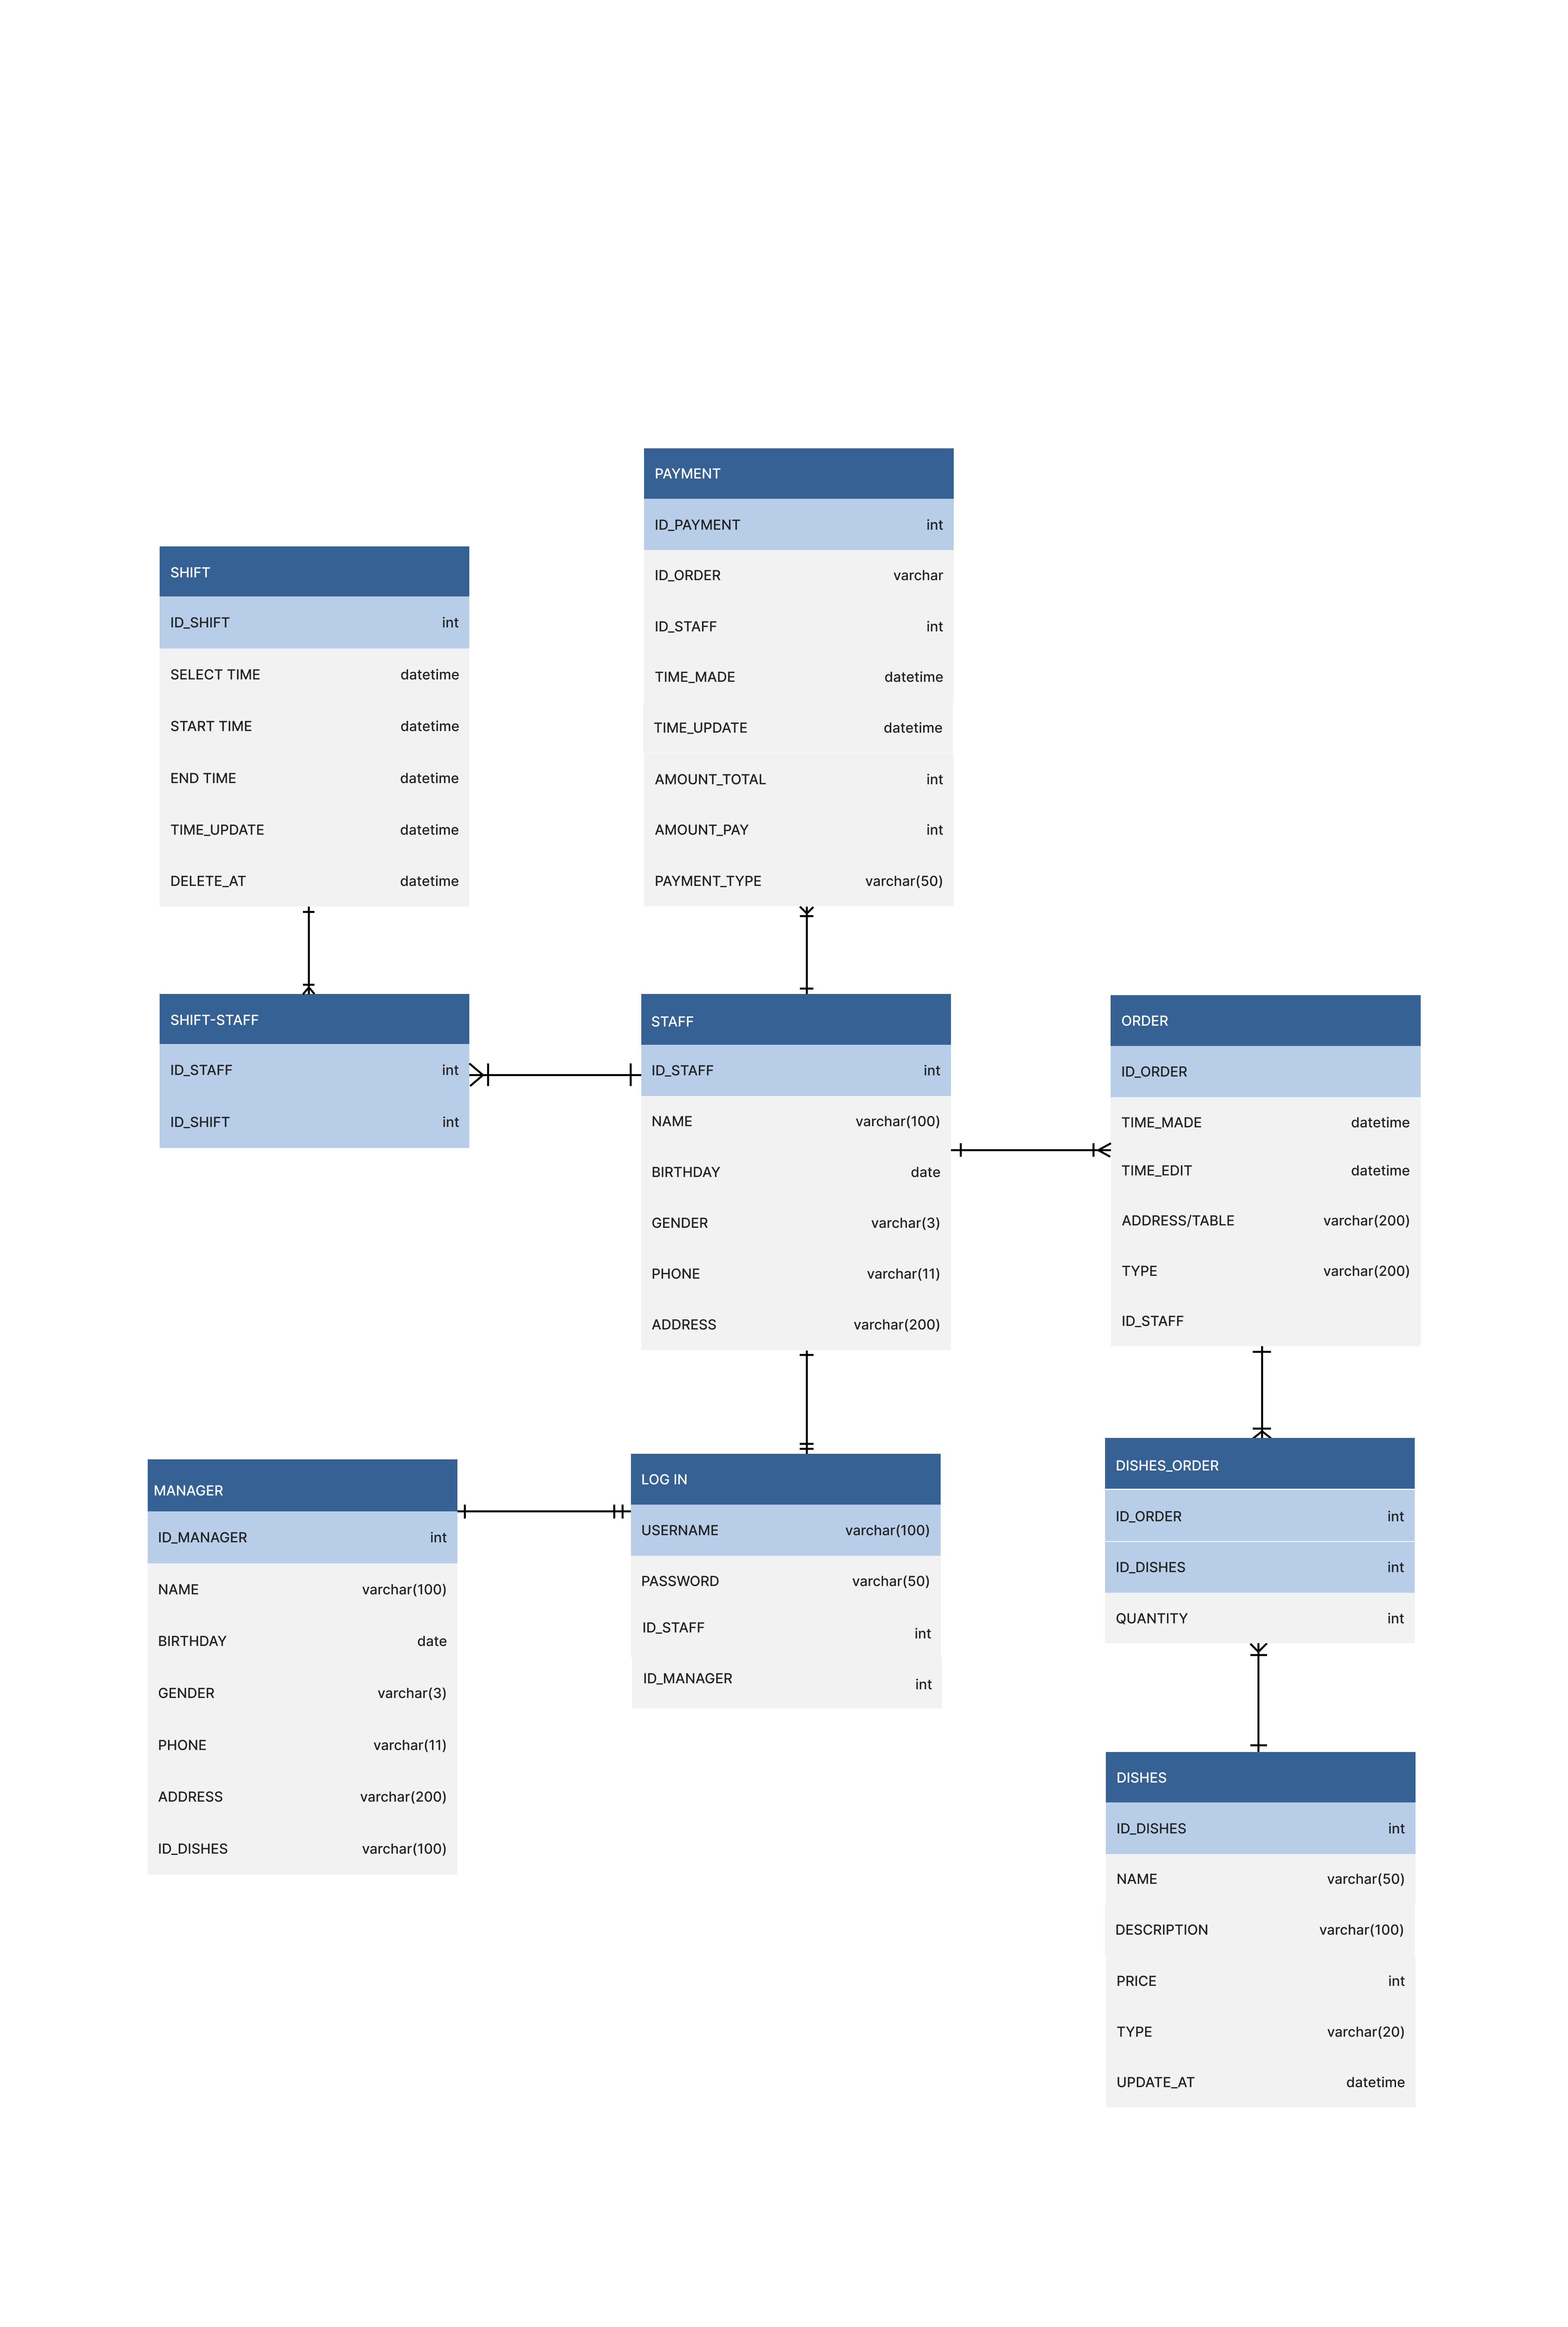 PAYMENT
ID_PAYMENT int
ID_ORDER varchar
ID_STAFF int
TIME_MADE datetime
TIME_UPDATE datetime
AMOUNT_TOTAL int
AMOUNT_PAY int
PAYMENT_TYPE varchar(50)
SHIFT
ID_SHIFT int
SELECT TIME datetime
START TIME datetime
END TIME datetime
TIME_UPDATE datetime
DELETE_AT datetime
SHIFT-STAFF
ID_STAFF int
ID_SHIFT int
STAFF
ID_STAFF int
NAME varchar(100)
BIRTHDAY date
GENDER varchar(3)
PHONE varchar(11)
ADDRESS varchar(200)
ORDER
ID_ORDER
TIME_MADE datetime
TIME_EDIT datetime
ADDRESS/TABLE varchar(200)
TYPE varchar(200)
ID_STAFF
MANAGER
ID_MANAGER int
NAME varchar(100)
BIRTHDAY date
GENDER varchar(3)
PHONE varchar(11)
ADDRESS varchar(200)
ID_DISHES varchar(100)
LOG IN
USERNAME varchar(100)
PASSWORD varchar(50)
ID_STAFF int
ID_MANAGER int
DISHES_ORDER
ID_ORDER int
ID_DISHES int
QUANTITY int
DISHES
ID_DISHES int
NAME varchar(50)
DESCRIPTION varchar(100)
PRICE int
TYPE varchar(20)
UPDATE_AT datetime